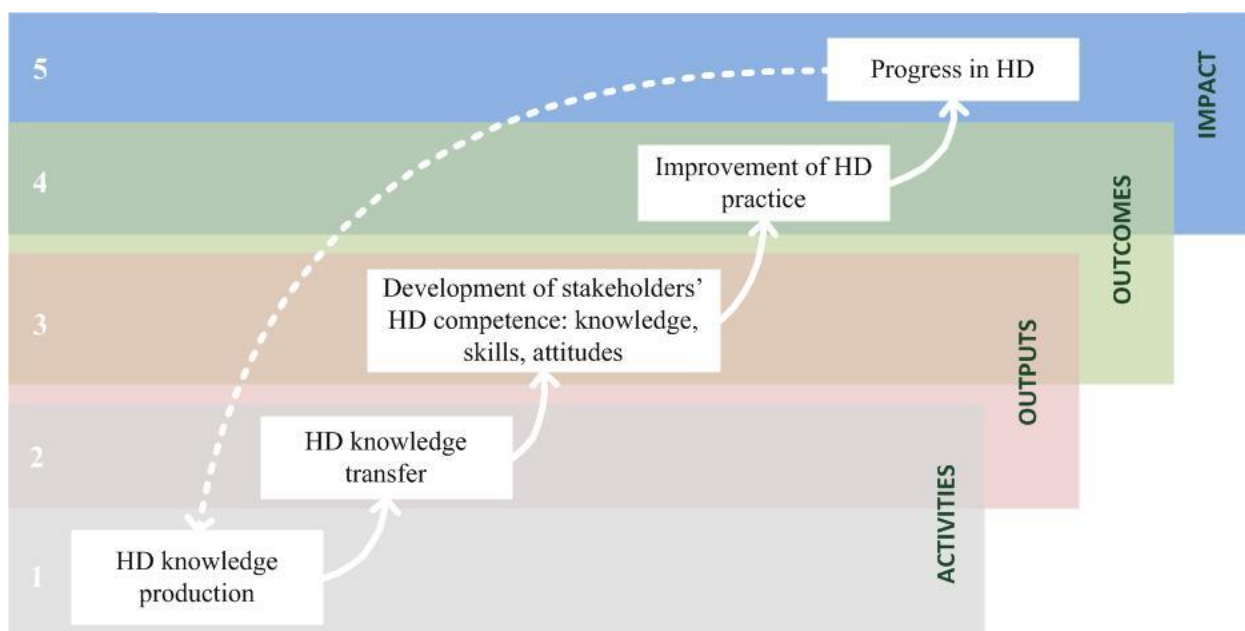 5
Progress in HD
IMPACT
4
Improvement of HD
practice
OUTCOMES
3
Development of stakeholders’
HD competence: knowledge,
skills, attitudes
OUTPUTS
2
HD knowledge
transfer
ACTIVITIES
1
HD knowledge
production